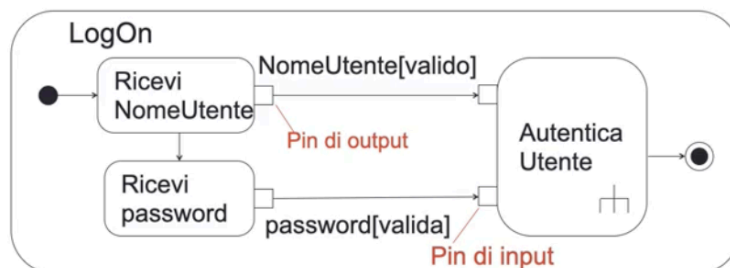 LogOn
Ricevi
NomeUtente
NomeUtente[valido]
Pin di output
Autentica
Utente
Ricevi
password
password[valida]
Pin di input